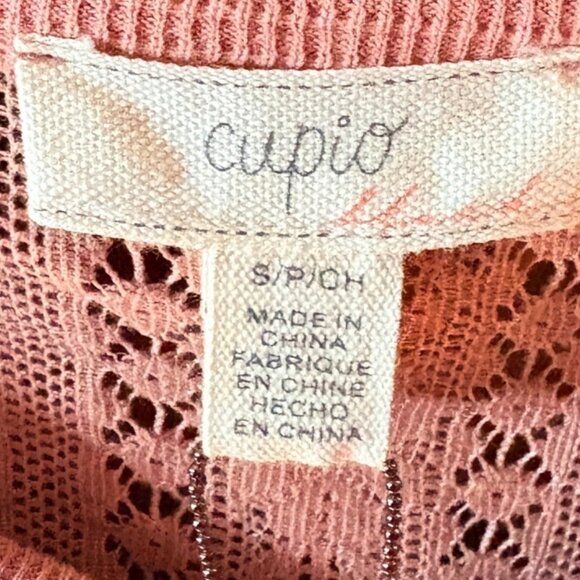 cupio
S/P/CH
MADE IN
CHINA
FABRIQUE
EN CHINE
HECHO
EN CHINA